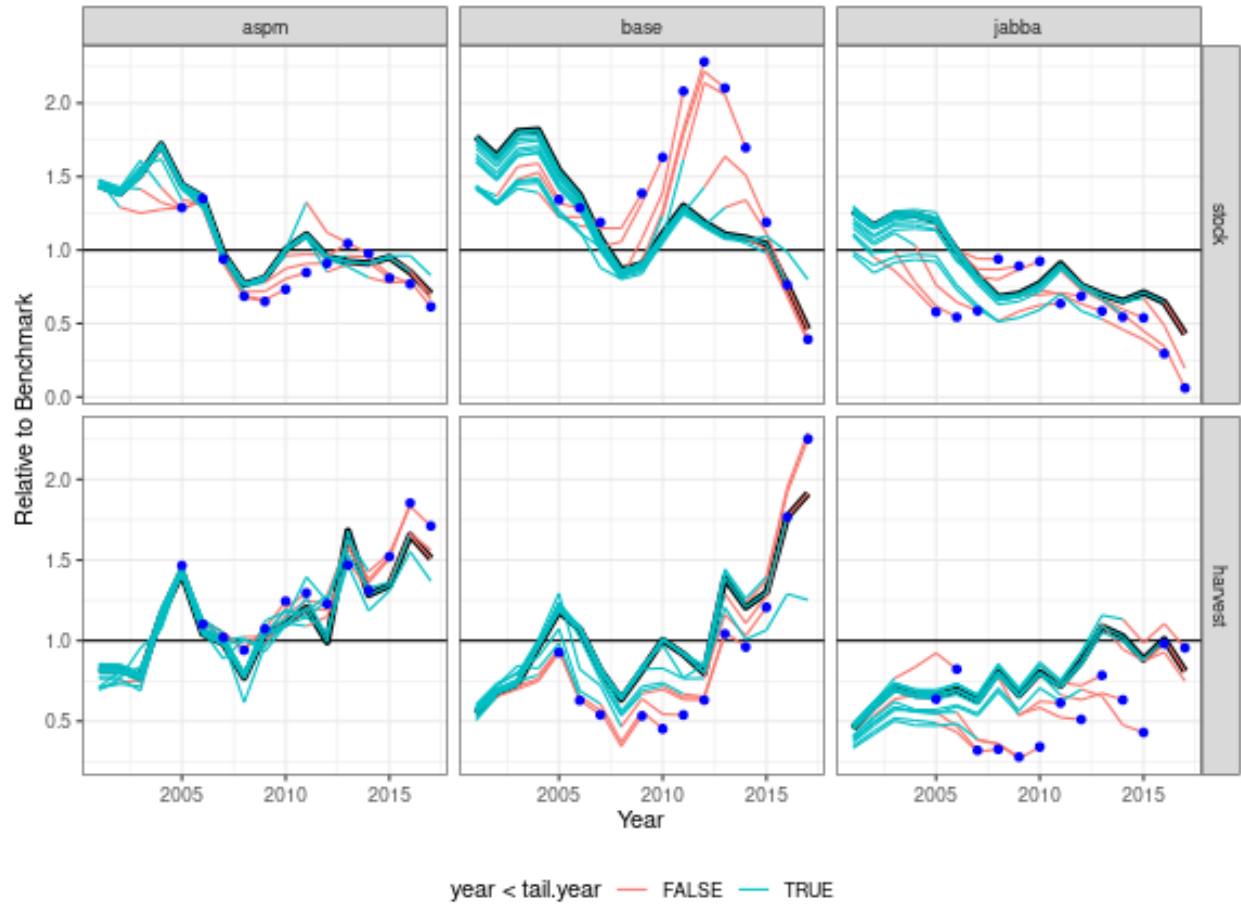 aspm base jabba
2.0
1.5
1.0
0.5
0.0
stock
2.0
1.5
1.0
0.5
harvest
Relative to Benchmark
2005 2010 2015 2005 2010 2015 2005 2010 2015
Year
year < tail.year FALSE TRUE